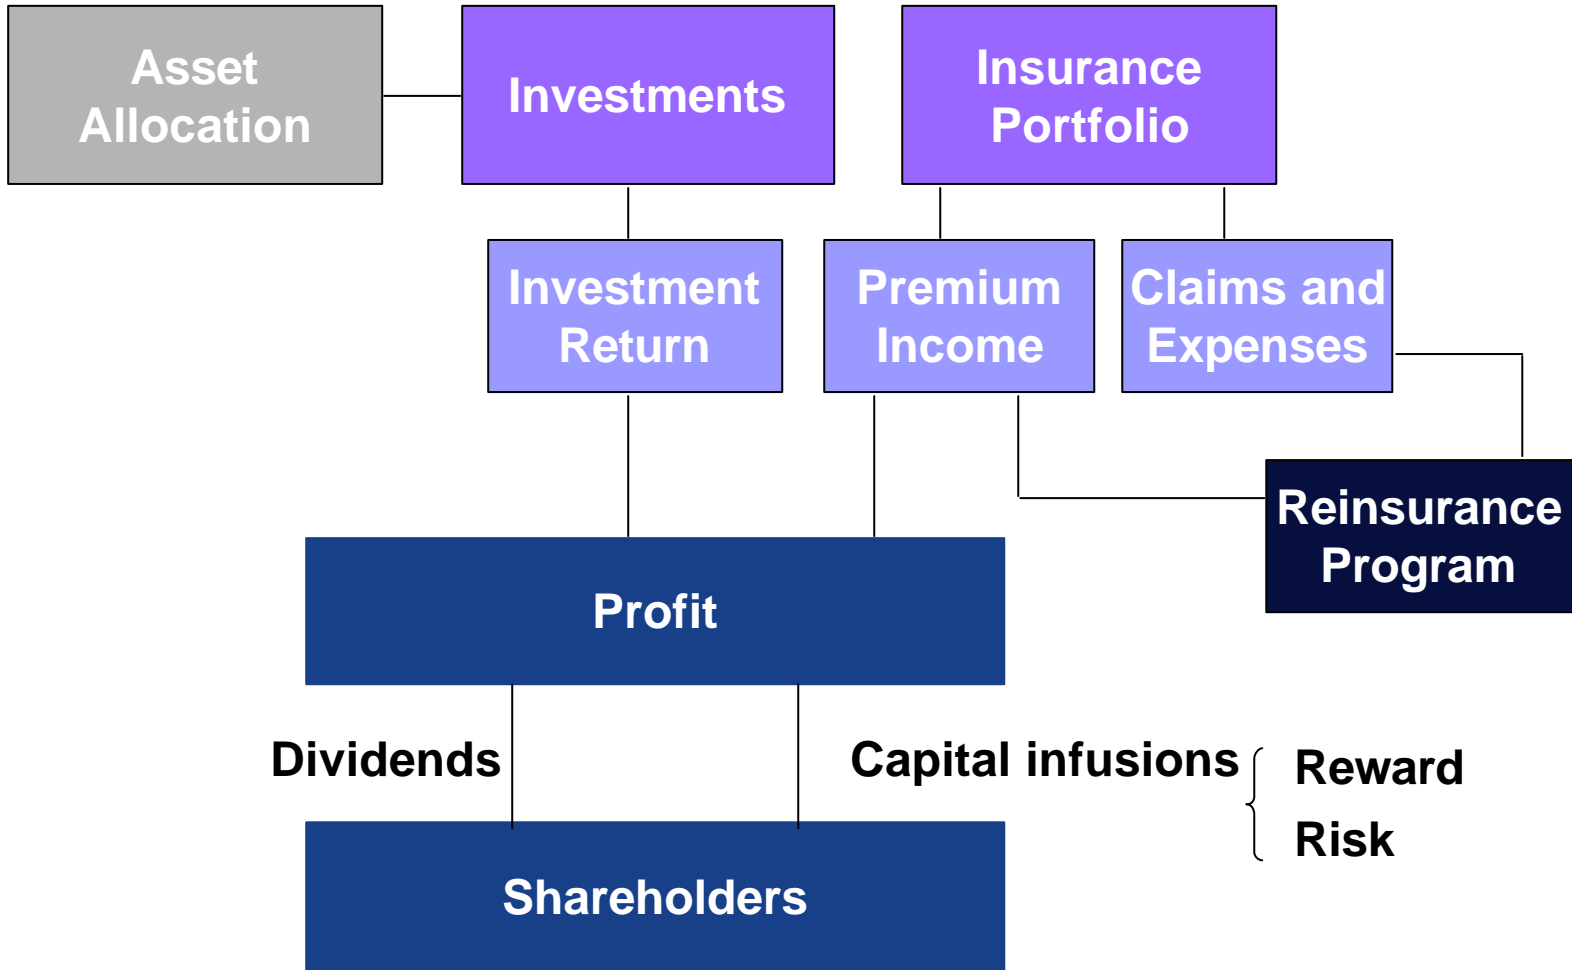 Asset
Allocation
Investments
Insurance
Portfolio
Investment
Return
Premium
Income
Claims and
Expenses
Reinsurance
Program
Profit
Dividends
Capital infusions
Reward
Risk
Shareholders